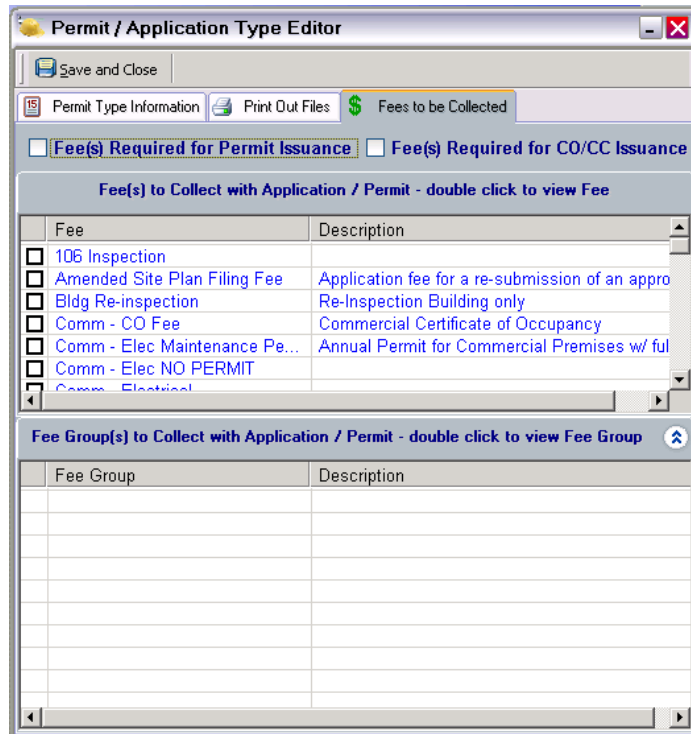 Permit / Application Type Editor
Save and Close
15 Permit Type Information Print Out Files $ Fees to be Collected
Fee(s) Required for Permit Issuance Fee(s) Required for CO/CC Issuance
Fee(s) to Collect with Application / Permit - double click to view Fee
Fee Description
106 Inspection
Amended Site Plan Filing Fee Application fee for a re-submission of an appro
Bldg Re-inspection Re-Inspection Building only
Comm - CO Fee Commercial Certificate of Occupancy
Comm - Elec Maintenance Pe... Annual Permit for Commercial Premises w/ ful
Comm - Elec NO PERMIT
Comm - Electrical
Fee Group(s) to Collect with Application / Permit - double click to view Fee Group
Fee Group Description